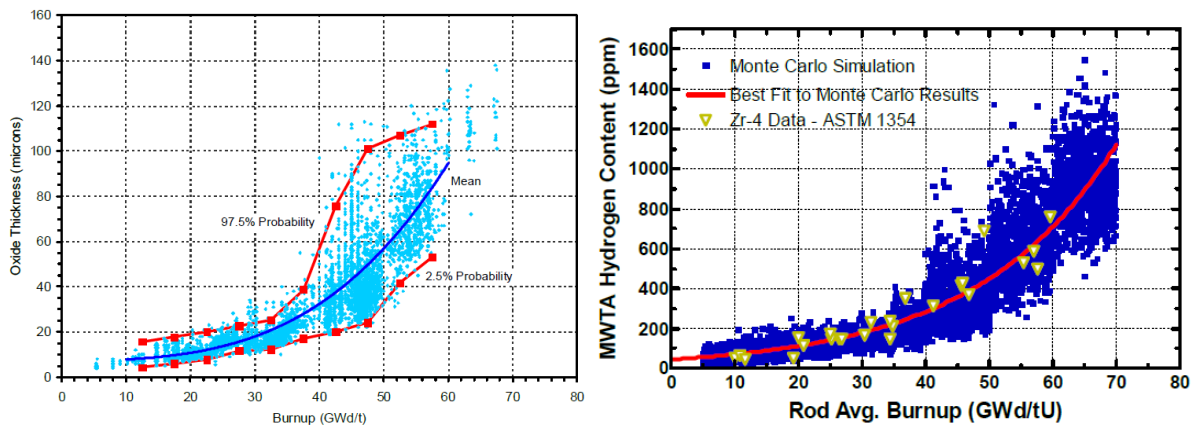 160
140
120
100
80
60
40
20
0
Oxide Thickness (microns)
97.5% Probability
Mean
2.5% Probability
0 10 20 30 40 50 60 70 80
Burnup (GWd/t)
1600
1400
1200
1000
800
600
400
200
0
MWTA Hydrogen Content (ppm)
Monte Carlo Simulation
Best Fit to Monte Carlo Results
Zr-4 Data - ASTM 1354
0 10 20 30 40 50 60 70 80
Rod Avg. Burnup (GWd/tU)